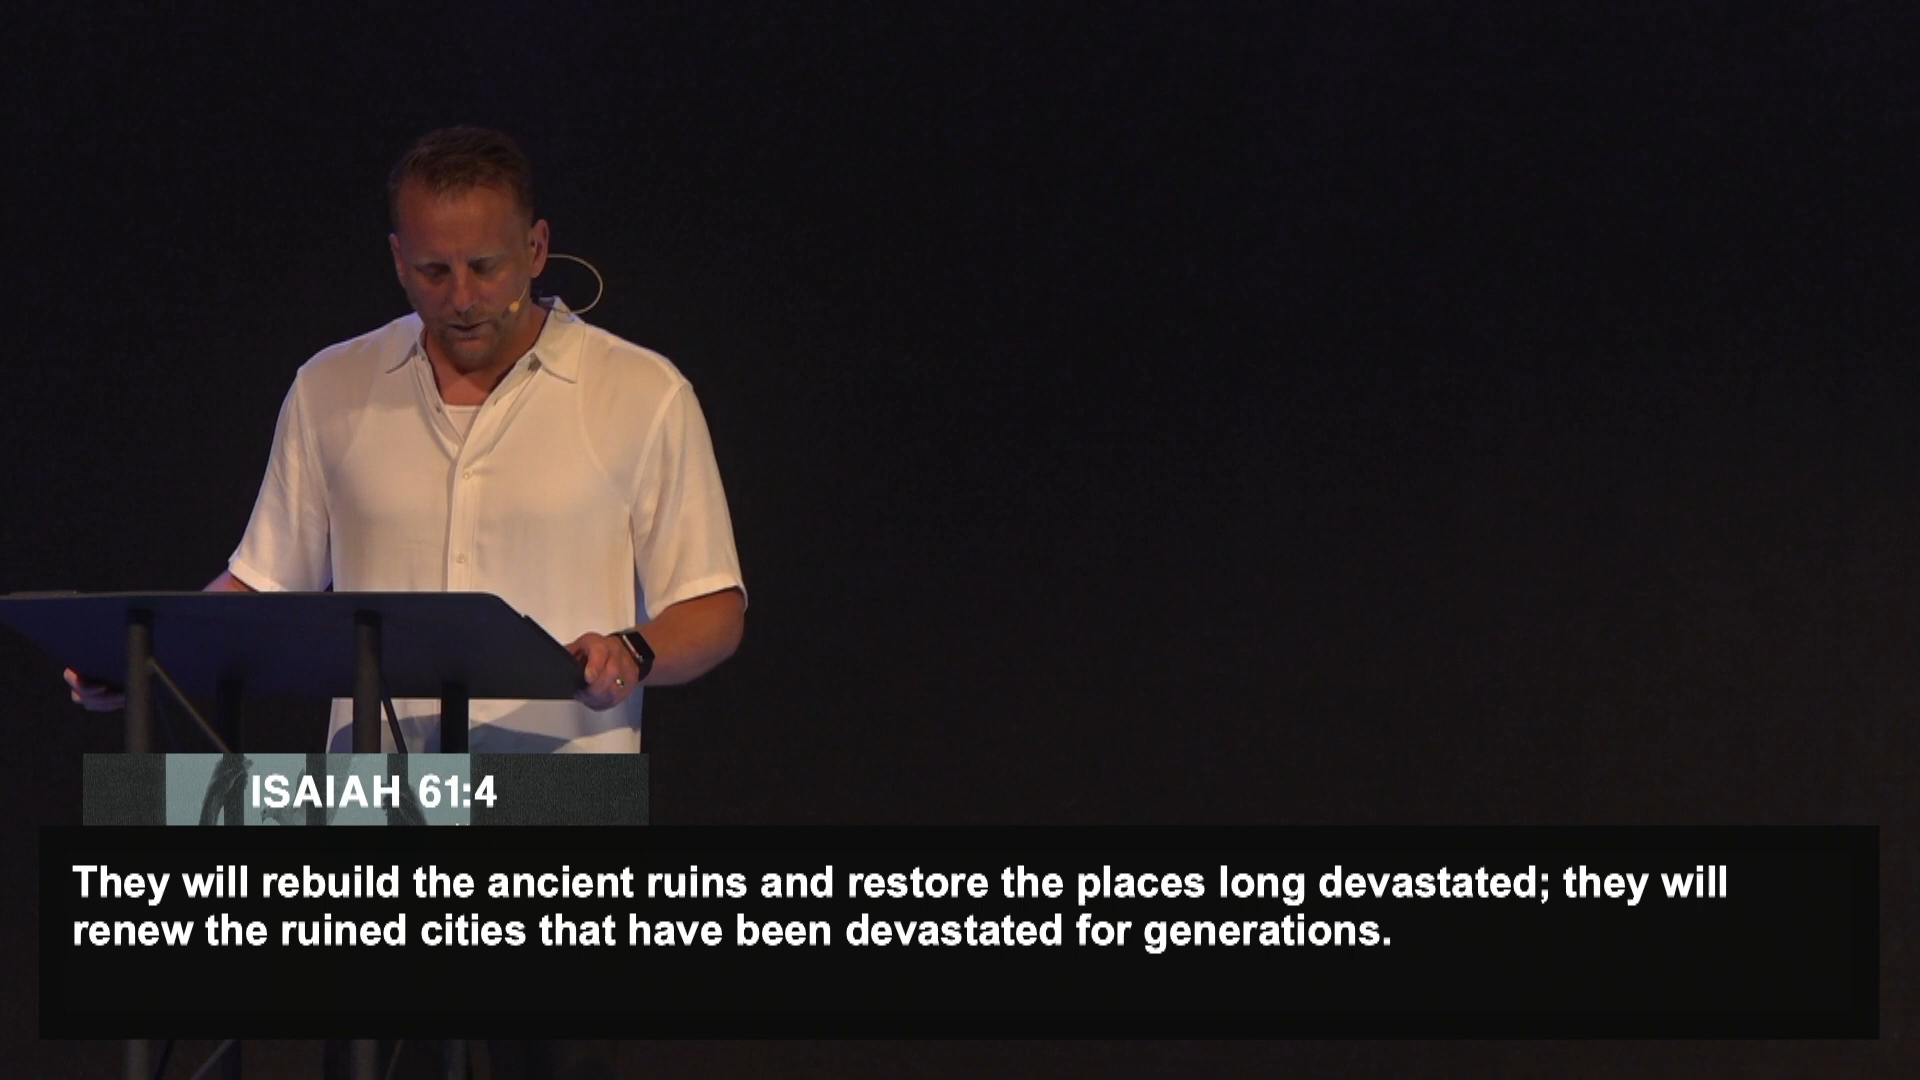 ISAIAH 61:4
They will rebuild the ancient ruins and restore the places long devastated; they will
renew the ruined cities that have been devastated for generations.